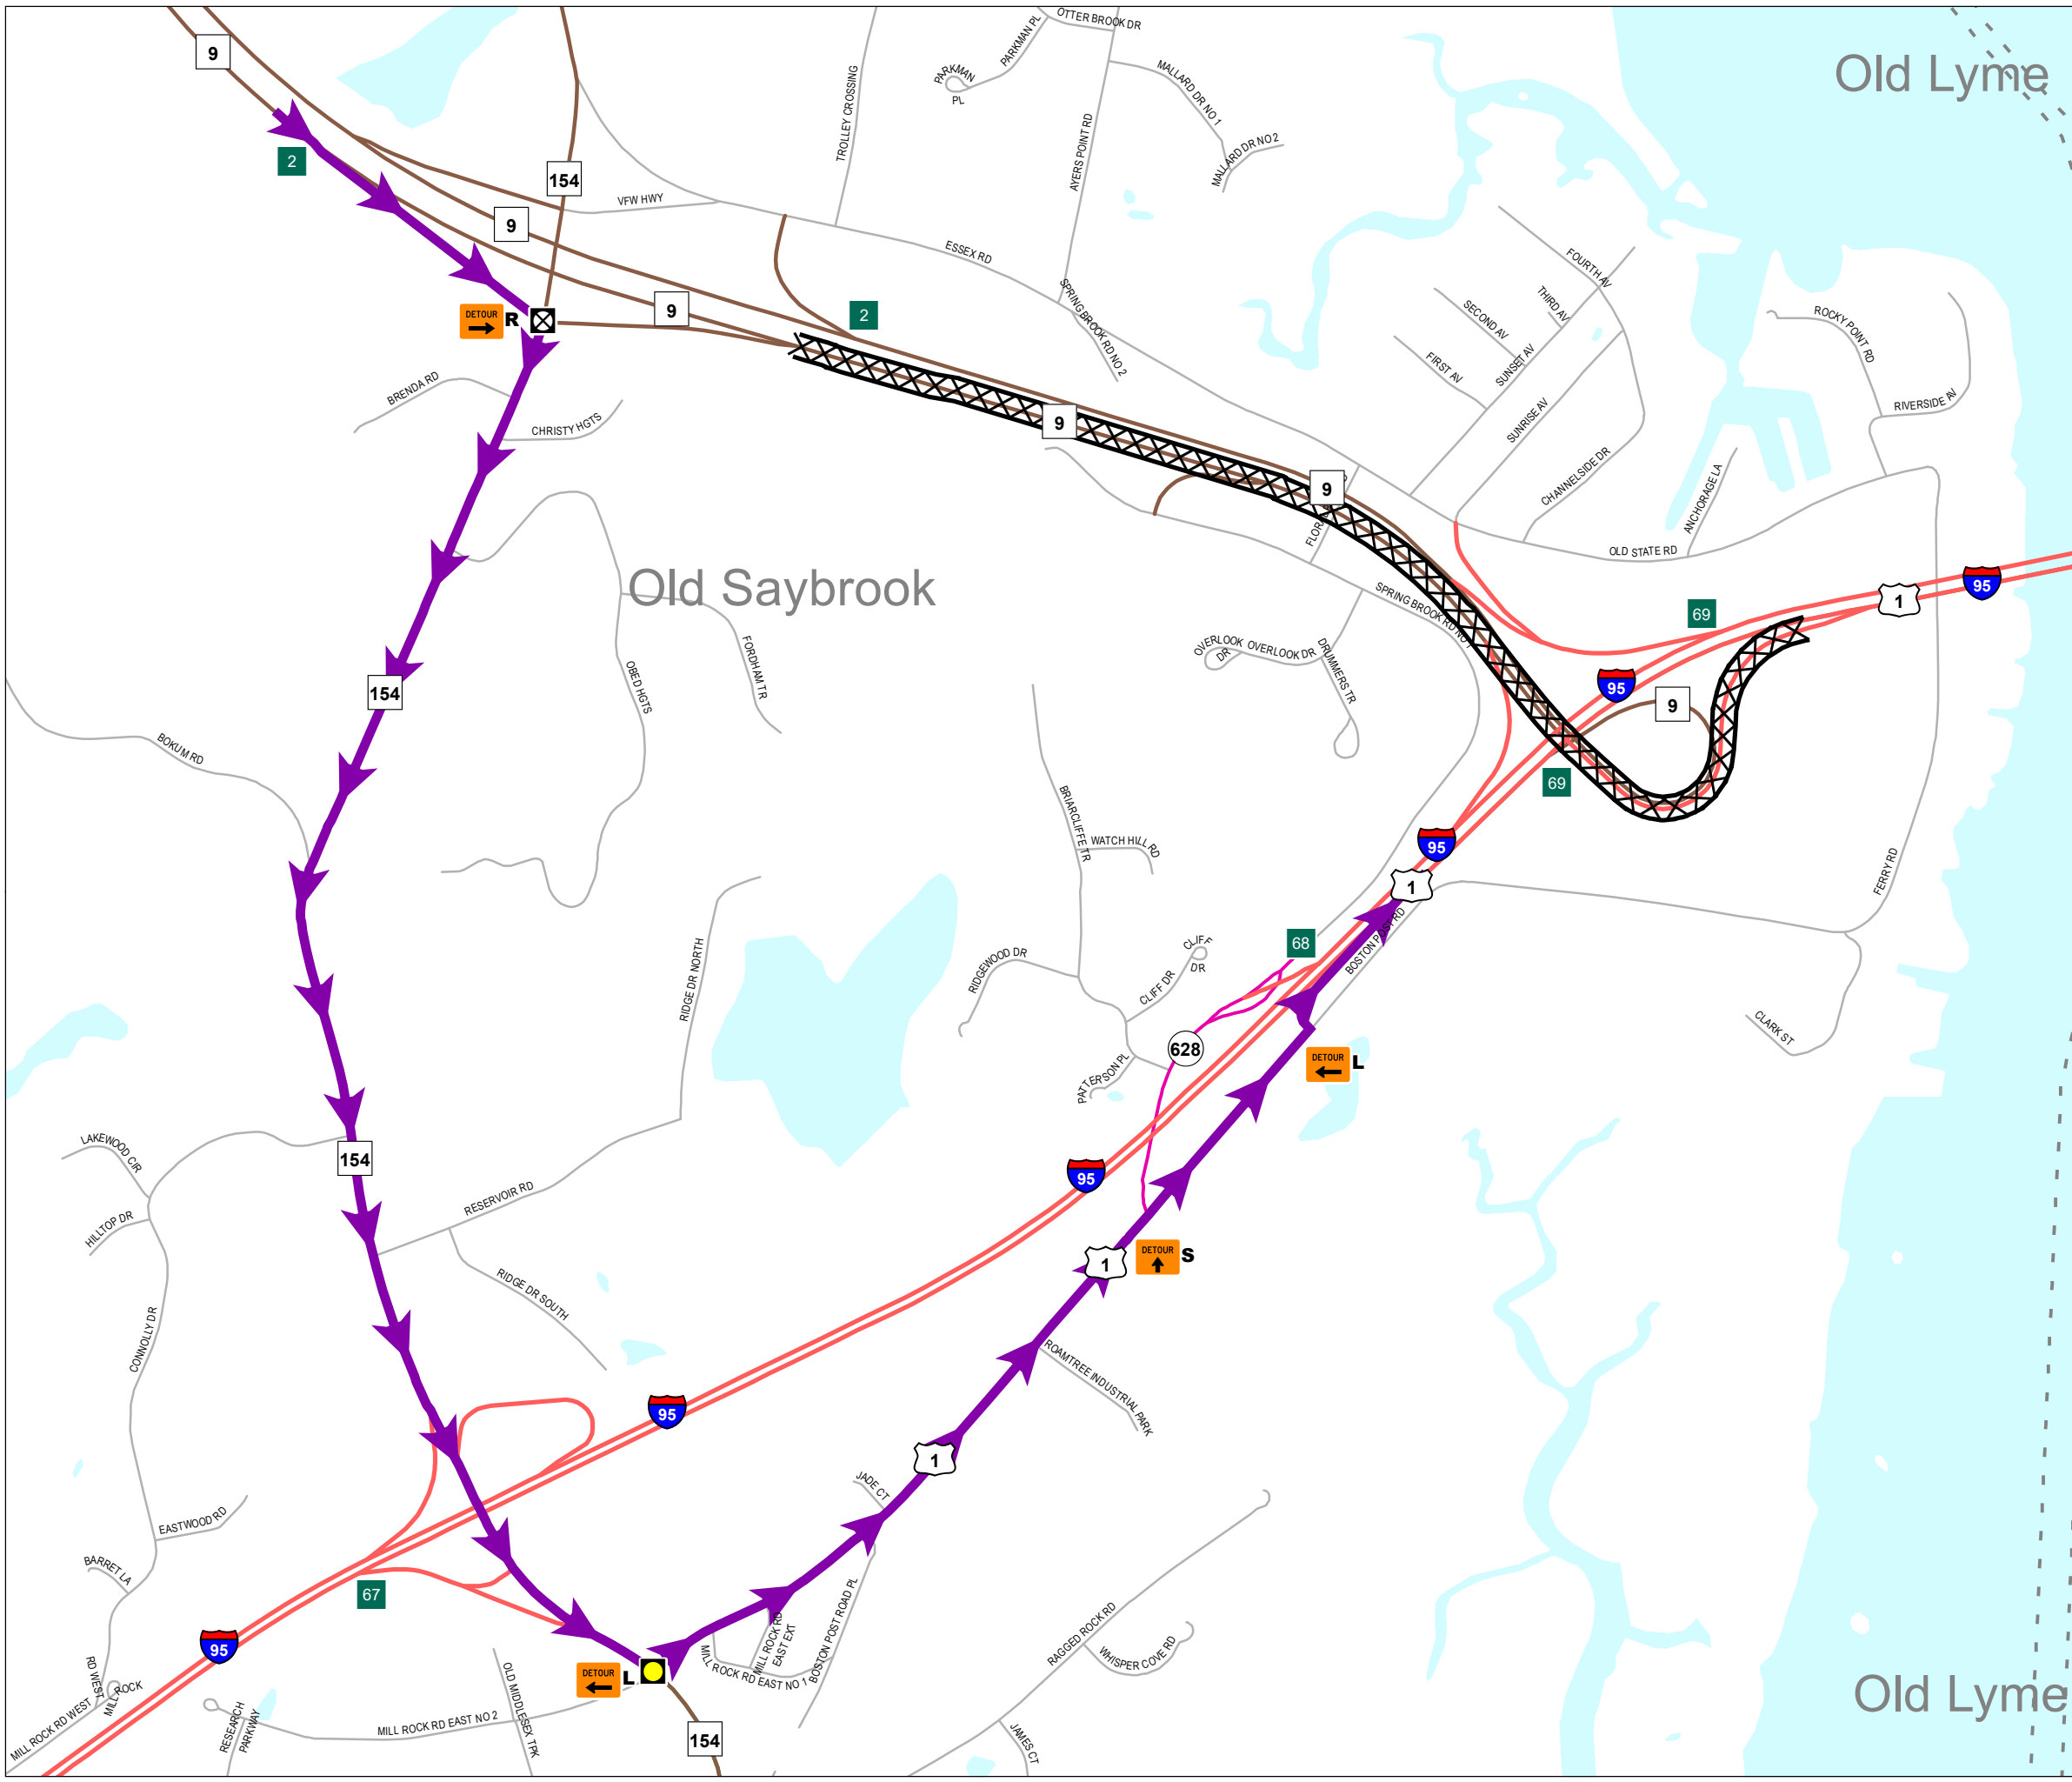 OTTER BROOK DR
PARKMAN PL
Old Lyme
9
PARKMAN
PL
MALLARD DR NO 1
TROLLEY CROSSING
AYERS POINT RD
2
MALLARD DR NO 2
154
VFW HWY
9
ESSEX RD
FOURTH AV
SPRING BROOK RD NO 2
THIRD AV
SECOND AV
9
2
DETOUR
R
ROCKY POINT RD
SUNSET AV
FIRST AV
BRENDA RD
RIVERSIDE AV
CHRISTY HGTS
9
SUNRISE AV
9
CHANNELSIDE DR
ANCHORAGE LA
OLD STATE RD
Old Saybrook
SPRING BROOK RD NO 1
95
1
69
OVERLOOK
DR
OVERLOOK DR
DRUMMERS TR
FORDHAM TR
OBED HGTS
154
95
9
BOKUM RD
69
BRIARCLIFFE TR
WATCH HILL RD
95
FERRY RD
1
BOSTON POST RD
68
RIDGE DR NORTH
RIDGEWOOD DR
CLIFF
DR
CLIFF DR
CLARK ST
628
DETOUR
L
PATTERSON PL
LAKEWOOD CIR
154
95
RESERVOIR RD
HILLTOP DR
1
DETOUR
S
RIDGE DR SOUTH
CONNOLLY DR
ROAMTREE INDUSTRIAL PARK
95
1
JADE CT
EASTWOOD RD
BARRET LA
67
BOSTON POST ROAD PL
MILL ROCK RD
EAST EXT
RAGGED ROCK RD
WHISPER COVE RD
95
MILL ROCK RD EAST NO 1
DETOUR
L
OLD MIDDLESEX TPK
RD WEST
MILL ROCK
Old Lyme
MILL ROCK RD WEST
RESEARCH
PARKWAY
MILL ROCK RD EAST NO 2
154
JAMES CT